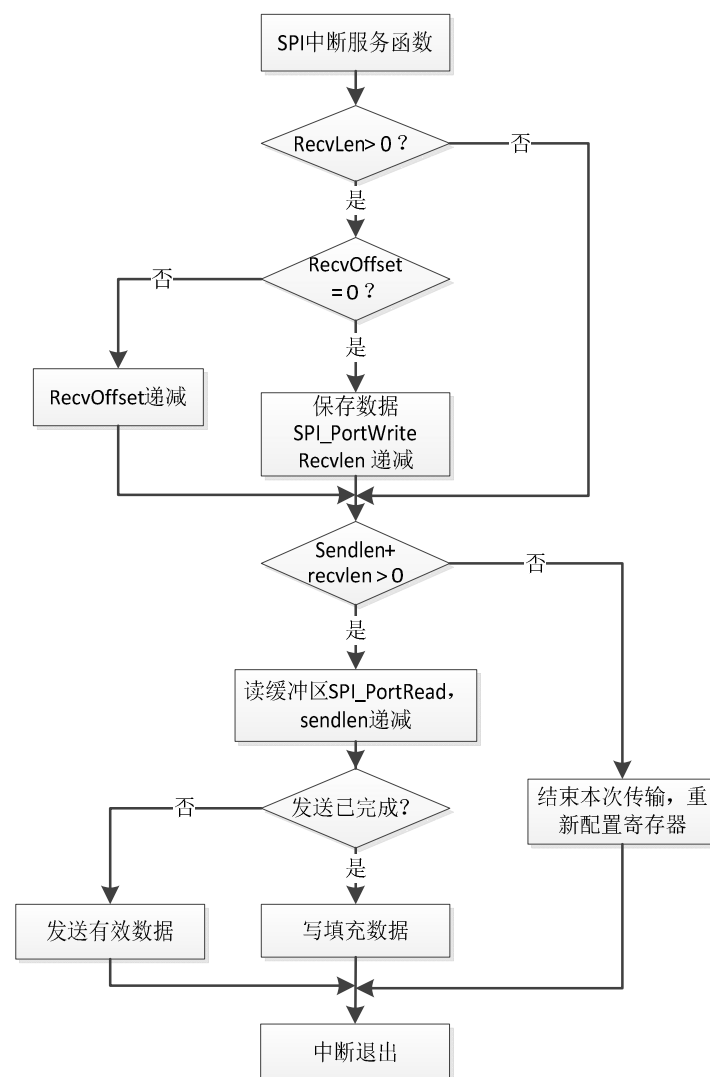 SPI中断服务函数
RecvLen> 0 ?
否
是
RecvOffset
= 0 ?
否
是
RecvOffset递减
保存数据
SPI_PortWrite
Recvlen 递减
Sendlen+
recvlen > 0
否
是
读缓冲区SPI_PortRead,
sendlen递减
发送已完成?
否
是
结束本次传输，重
新配置寄存器
发送有效数据
写填充数据
中断退出